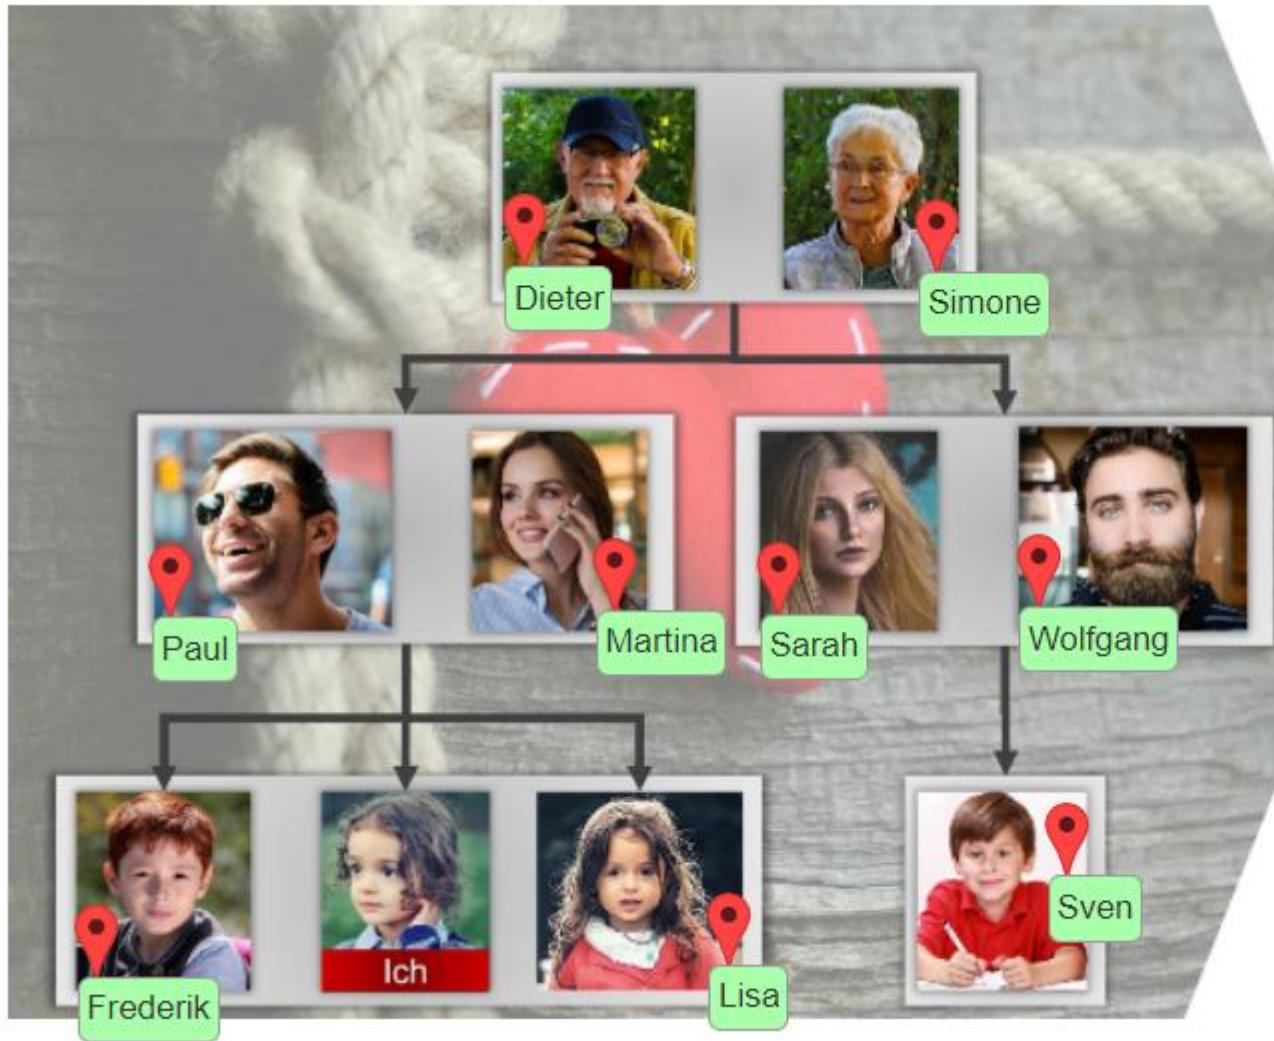 Dieter
Simone
Paul
Martina
Sarah
Wolfgang
Frederik
Ich
Lisa
Sven